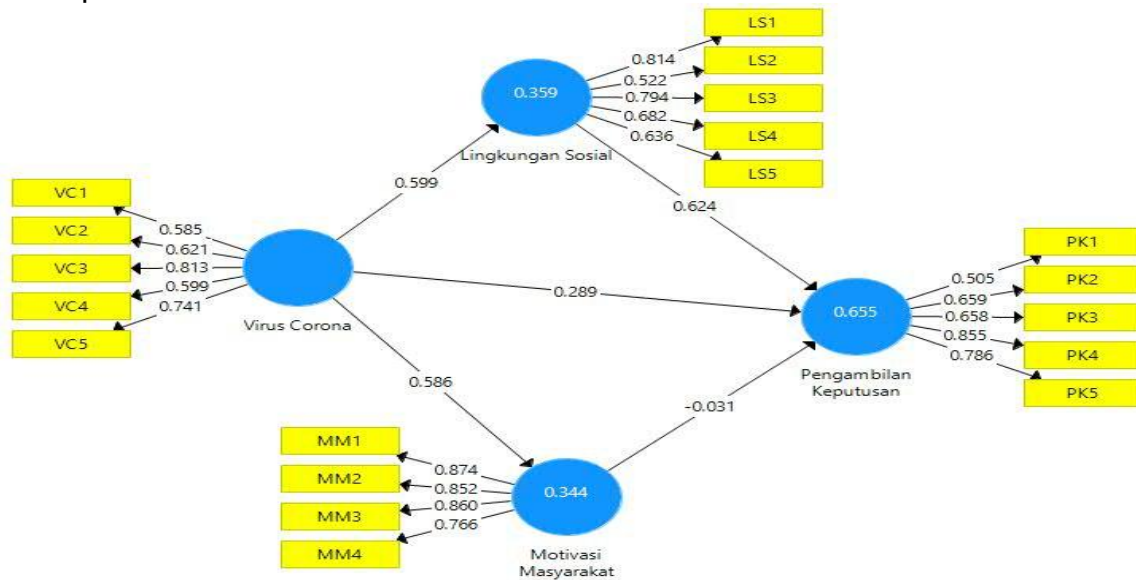 LS1
0.814
LS2
0.522
0.359
0.794
LS3
0.682
LS4
0.636
Lingkungan Sosial
LS5
VC1
0.599
0.624
0.585
VC2
0.621
VC3
0.813
0.599
VC4
0.741
VC5
Virus Corona
0.289
PK1
0.505
PK2
0.659
0.655
0.658
PK3
0.855
PK4
0.786
PK5
Pengambilan
Keputusan
0.586
-0.031
MM1
0.874
MM2
0.852
0.344
0.860
MM3
0.766
MM4
Motivasi
Masyarakat